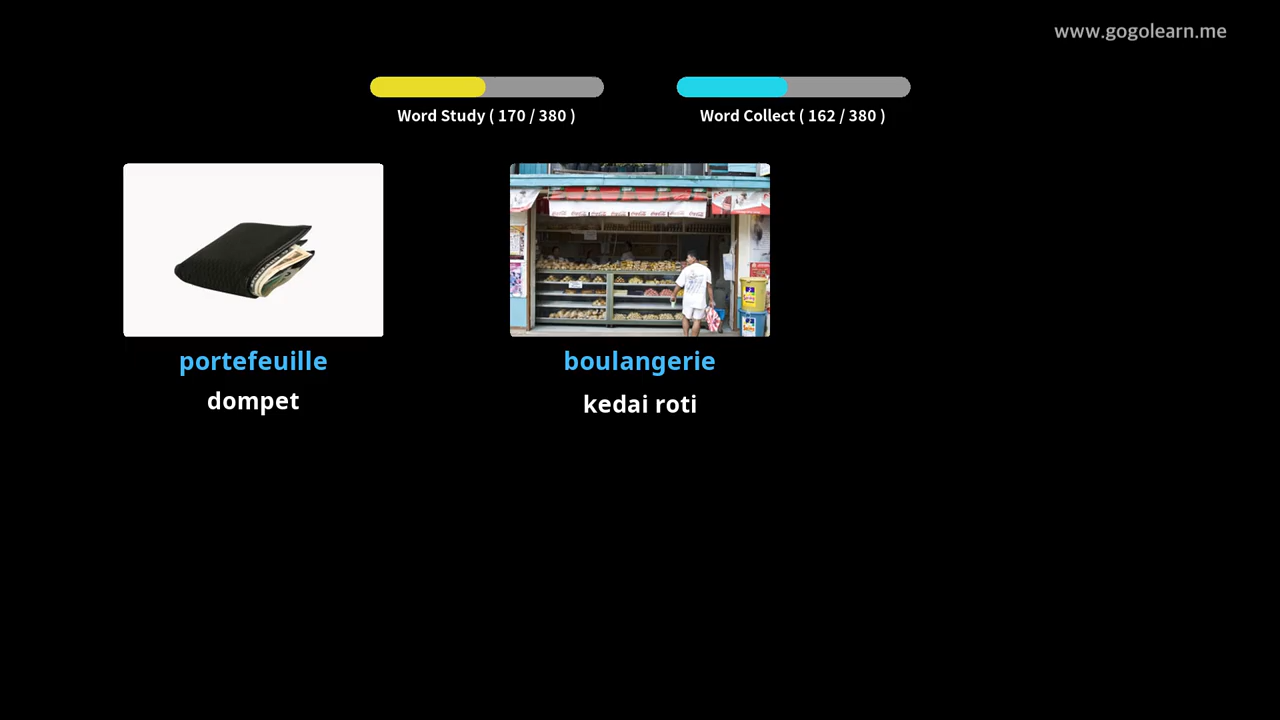 www.gogolearn.me
Word Study ( 170 / 380 )
Word Collect ( 162 / 380 )
portefeuille
dompet
boulangerie
kedai roti